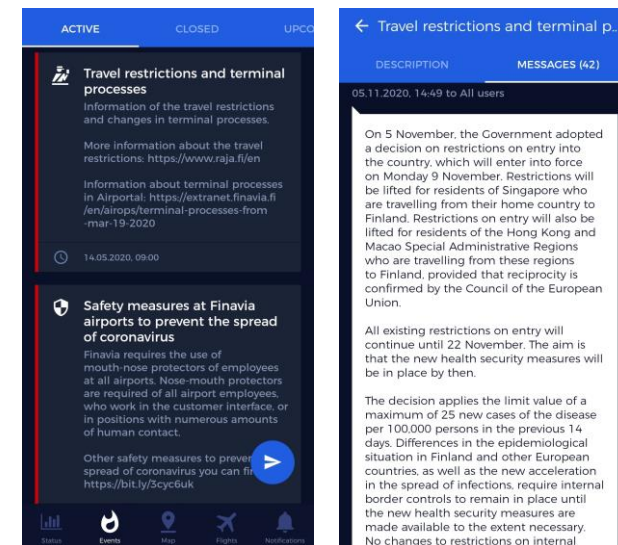 ACTIVE CLOSED UPCO
Travel restrictions and terminal
processes
Information of the travel restrictions
and changes in terminal processes.
More information about the travel
restrictions: https://www.raja.fi/en
Information about terminal processes
in Airportal: https://extranet.finavia.fi
/en/airops/terminal-processes-from
-mar-19-2020
14.05.2020, 09:00
Safety measures at Finavia
airports to prevent the spread
of coronavirus
Finavia requires the use of
mouth-nose protectors of employees
at all airports. Nose-mouth protectors
are required of all airport employees,
who work in the customer interface, or
in positions with numerous amounts
of human contact.
Other safety measures to preven
spread of coronavirus you can fin
https://bit.ly/3cyc6uk
Status Events Map Flights Notifications
Travel restrictions and terminal p...
DESCRIPTION MESSAGES (42)
05.11.2020, 14:49 to All users
On 5 November, the Government adopted
a decision on restrictions on entry into
the country, which will enter into force
on Monday 9 November. Restrictions will
be lifted for residents of Singapore who
are travelling from their home country to
Finland. Restrictions on entry will also be
lifted for residents of the Hong Kong and
Macao Special Administrative Regions
who are travelling from these regions
to Finland, provided that reciprocity is
confirmed by the Council of the European
Union.
All existing restrictions on entry will
continue until 22 November. The aim is
that the new health security measures will
be in place by then.
The decision applies the limit value of a
maximum of 25 new cases of the disease
per 100,000 persons in the previous 14
days. Differences in the epidemiological
situation in Finland and other European
countries, as well as the new acceleration
in the spread of infections, require internal
border controls to remain in place until
the new health security measures are
made available to the extent necessary.
No changes to restrictions on internal